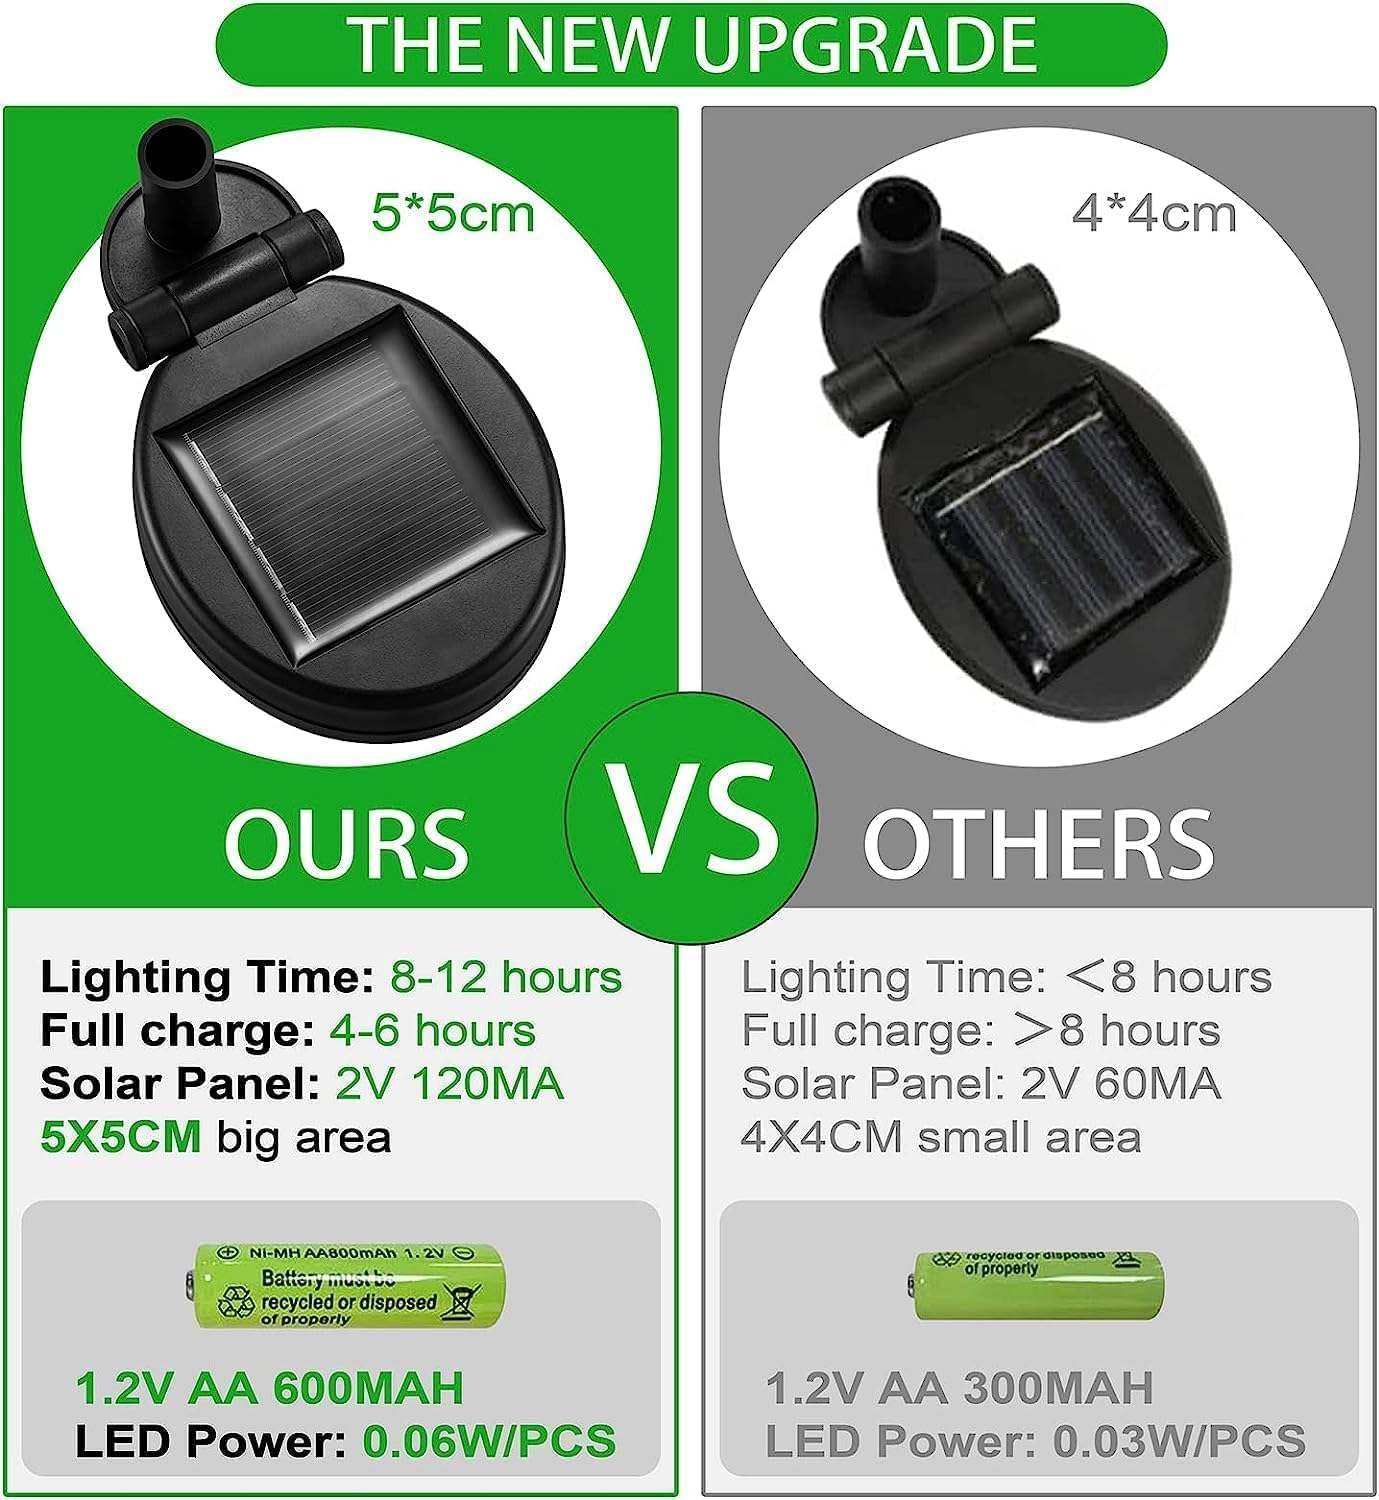 THE NEW UPGRADE
5*5cm
4*4cm
OURS
VS
OTHERS
Lighting Time: 8-12 hours
Full charge: 4-6 hours
Solar Panel: 2V 120MA
5X5CM big area
Lighting Time: <8 hours
Full charge: >8 hours
Solar Panel: 2V 60MA
4X4CM small area
Ni-MH AA800mAh 1.2V
Battery must be
recycled or disposed
of properly
recycled or disposed
of properly
1.2V AA 600MAH
LED Power: 0.06W/PCS
1.2V AA 300MAH
LED Power: 0.03W/PCS